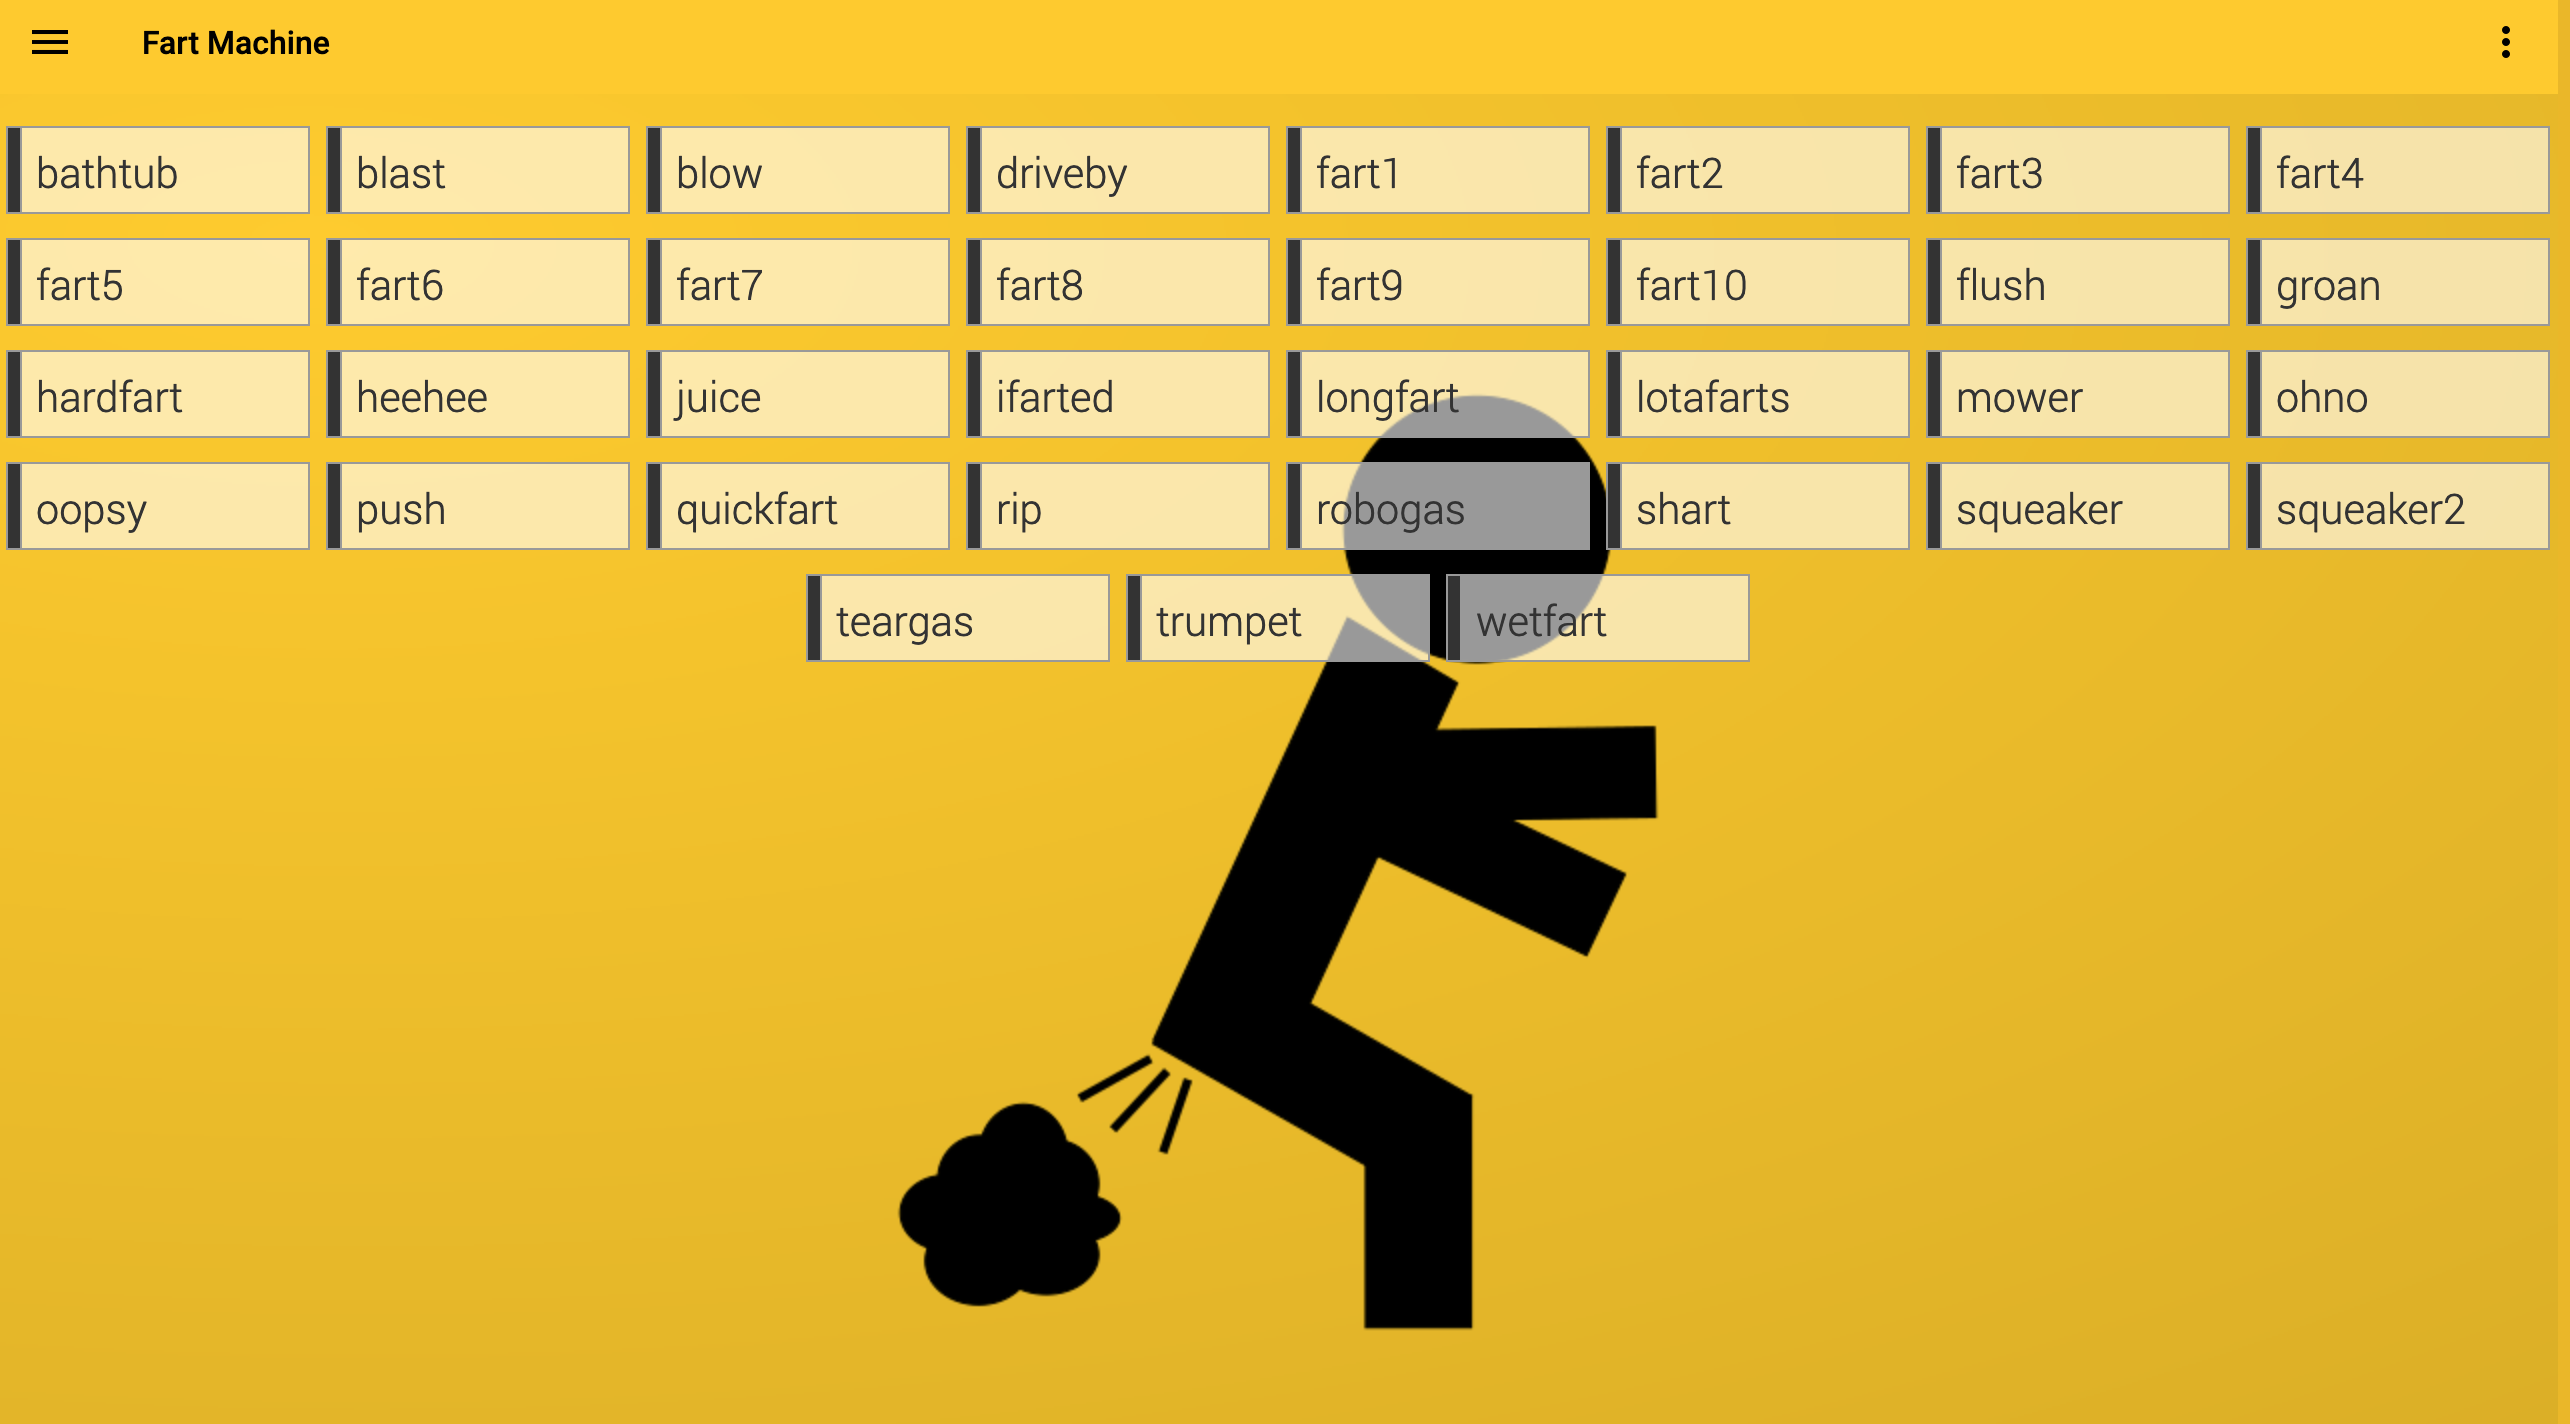 Fart Machine
bathtub blast blow driveby fart1 fart2 fart3 fart4
fart5 fart6 fart7 fart8 fart9 fart10 flush groan
hardfart heehee juice ifarted longfart lotafarts mower ohno
oopsy push quickfart rip robogas shart squeaker squeaker2
teargas trumpet wetfart